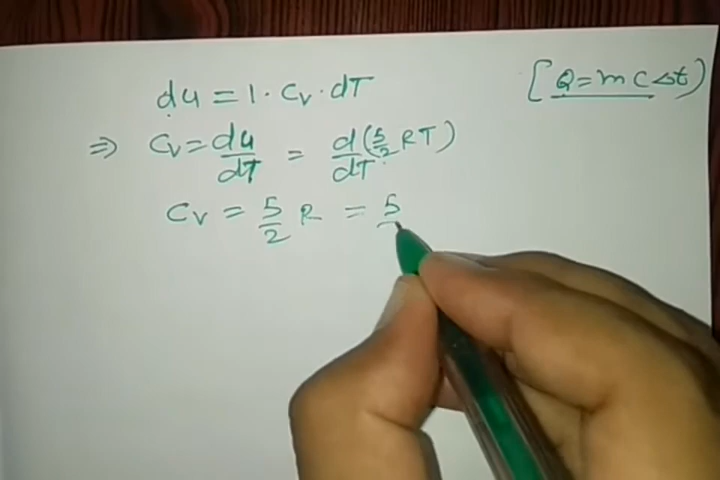 du = 1 · Cv · dT [Q = mcΔt)
⇒ Cv = du/dT = d(5/2 RT)/dT
Cv = 5/2 R = 5